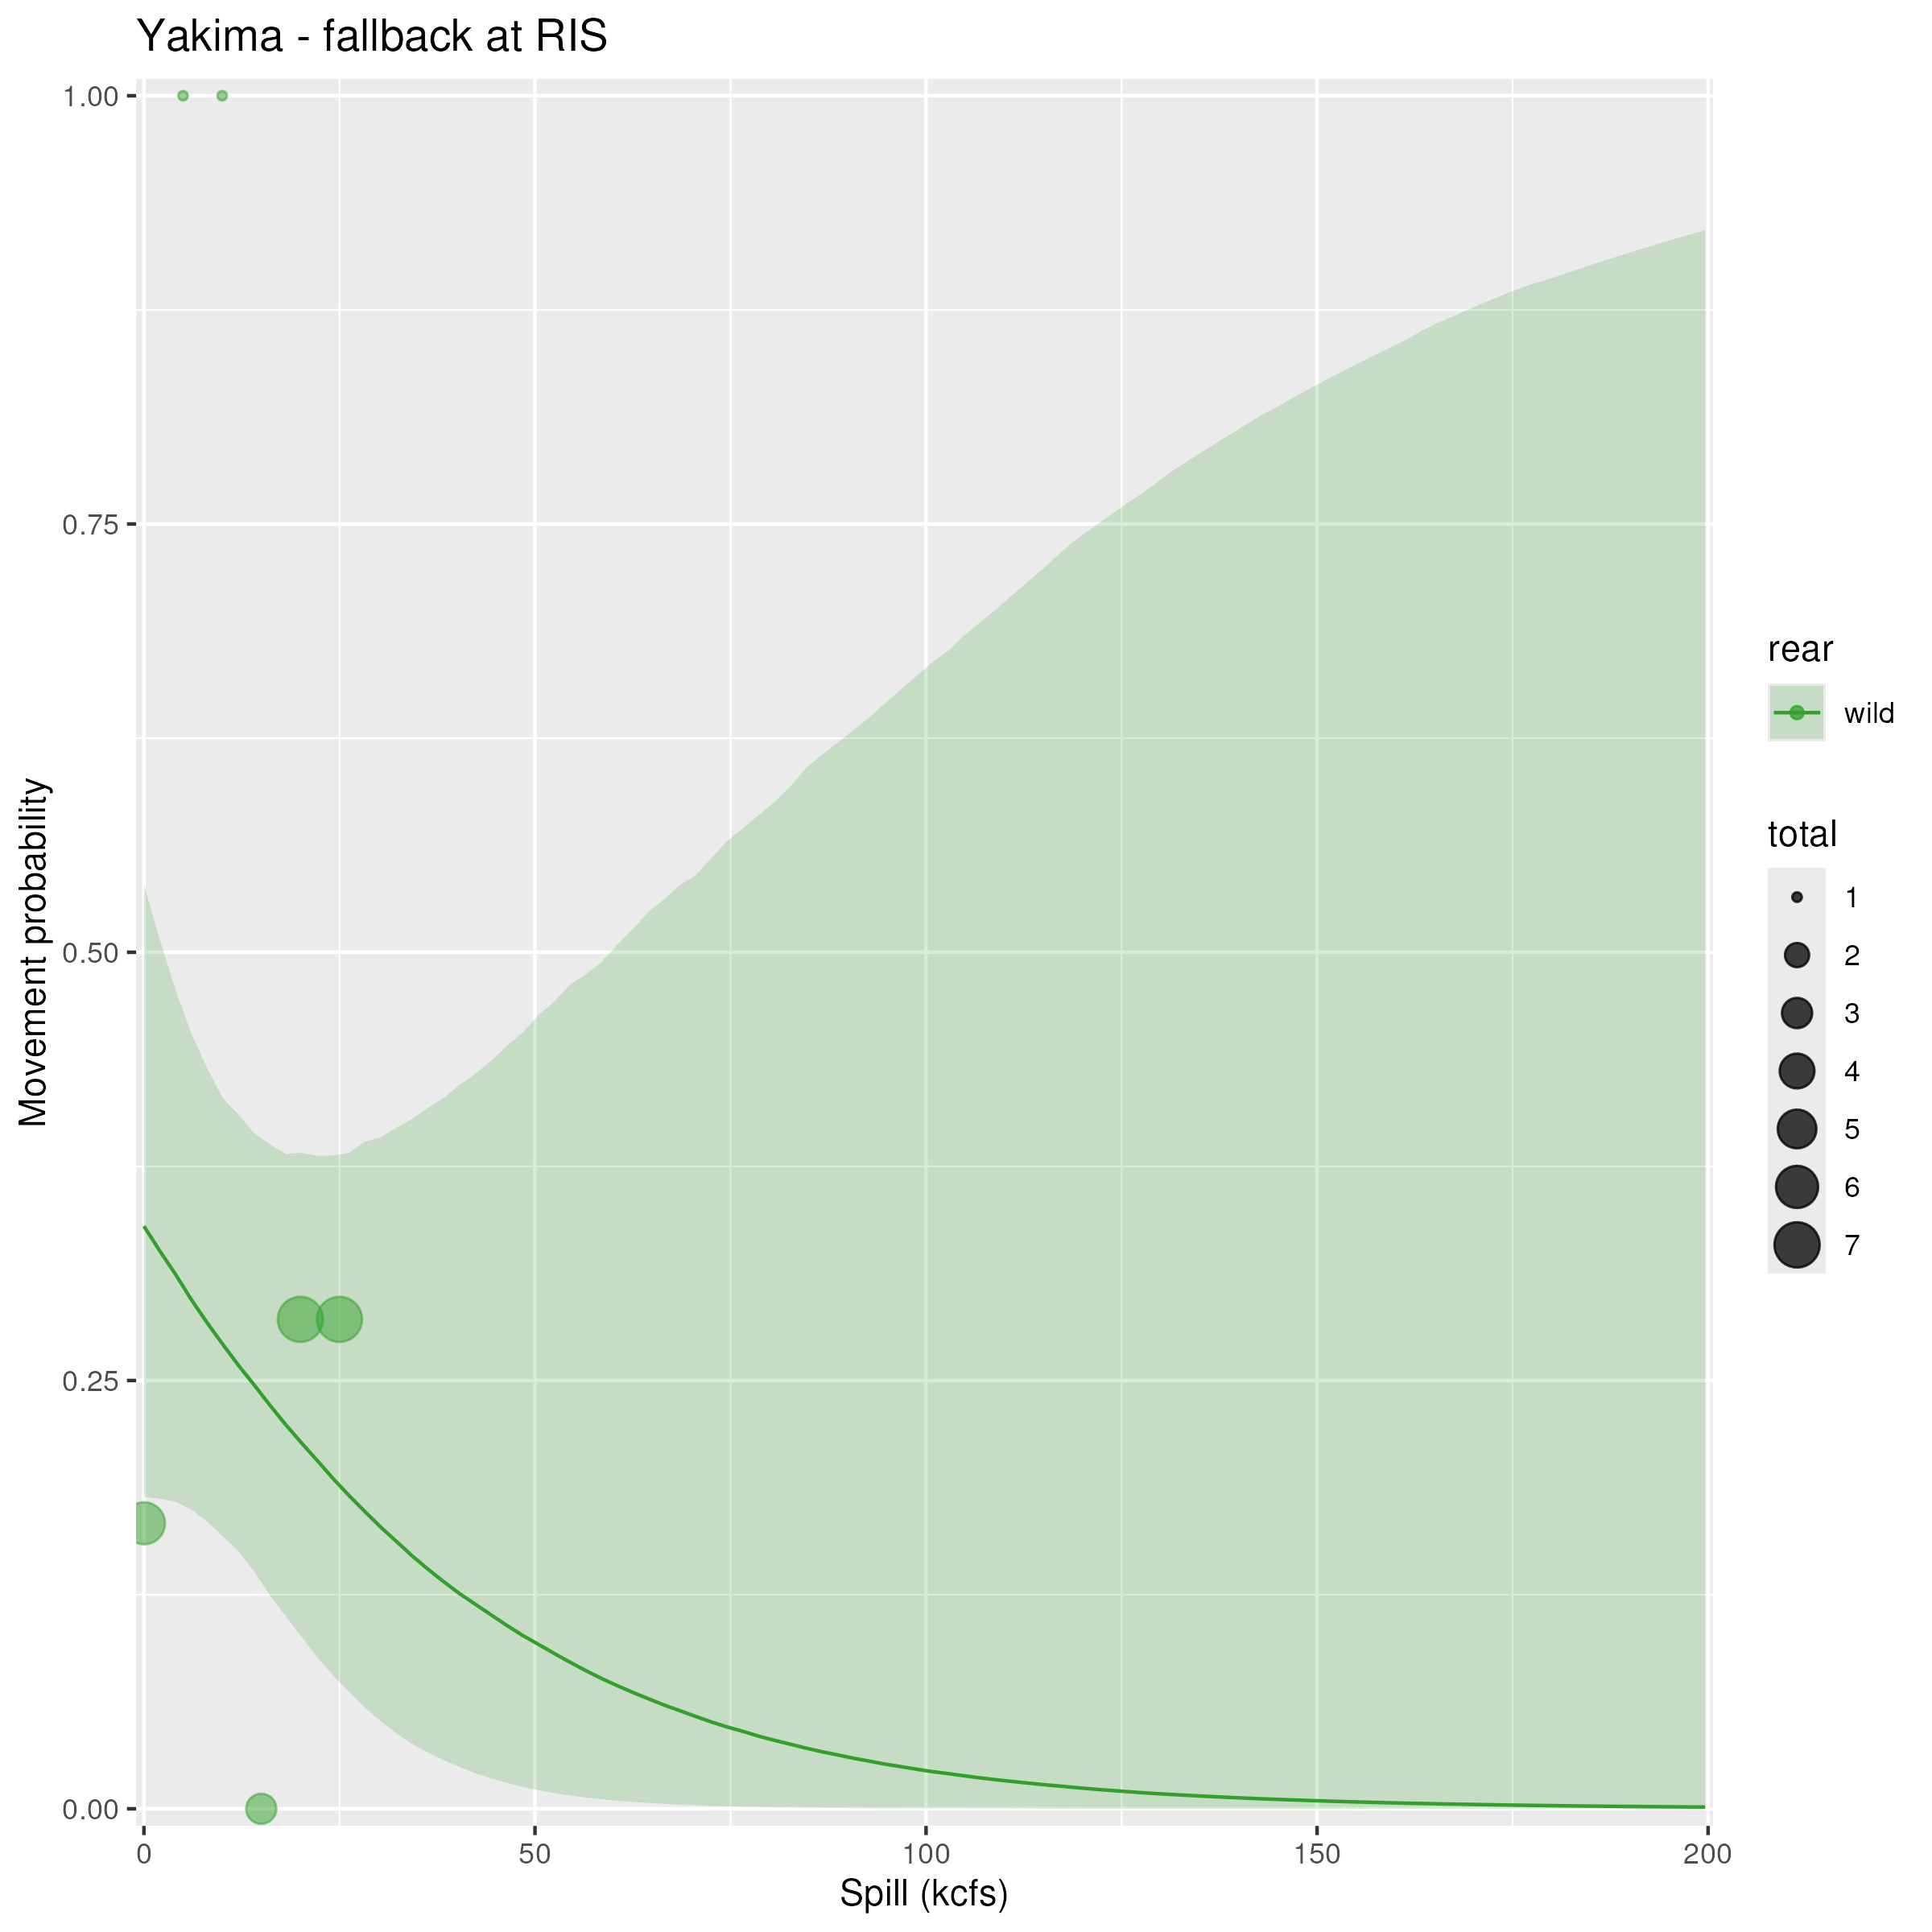 Yakima - fallback at RIS
Movement probability
1.00
0.75
0.50
0.25
0.00
0
50
100
150
200
Spill (kcfs)
rear
wild
total
1
2
3
4
5
6
7